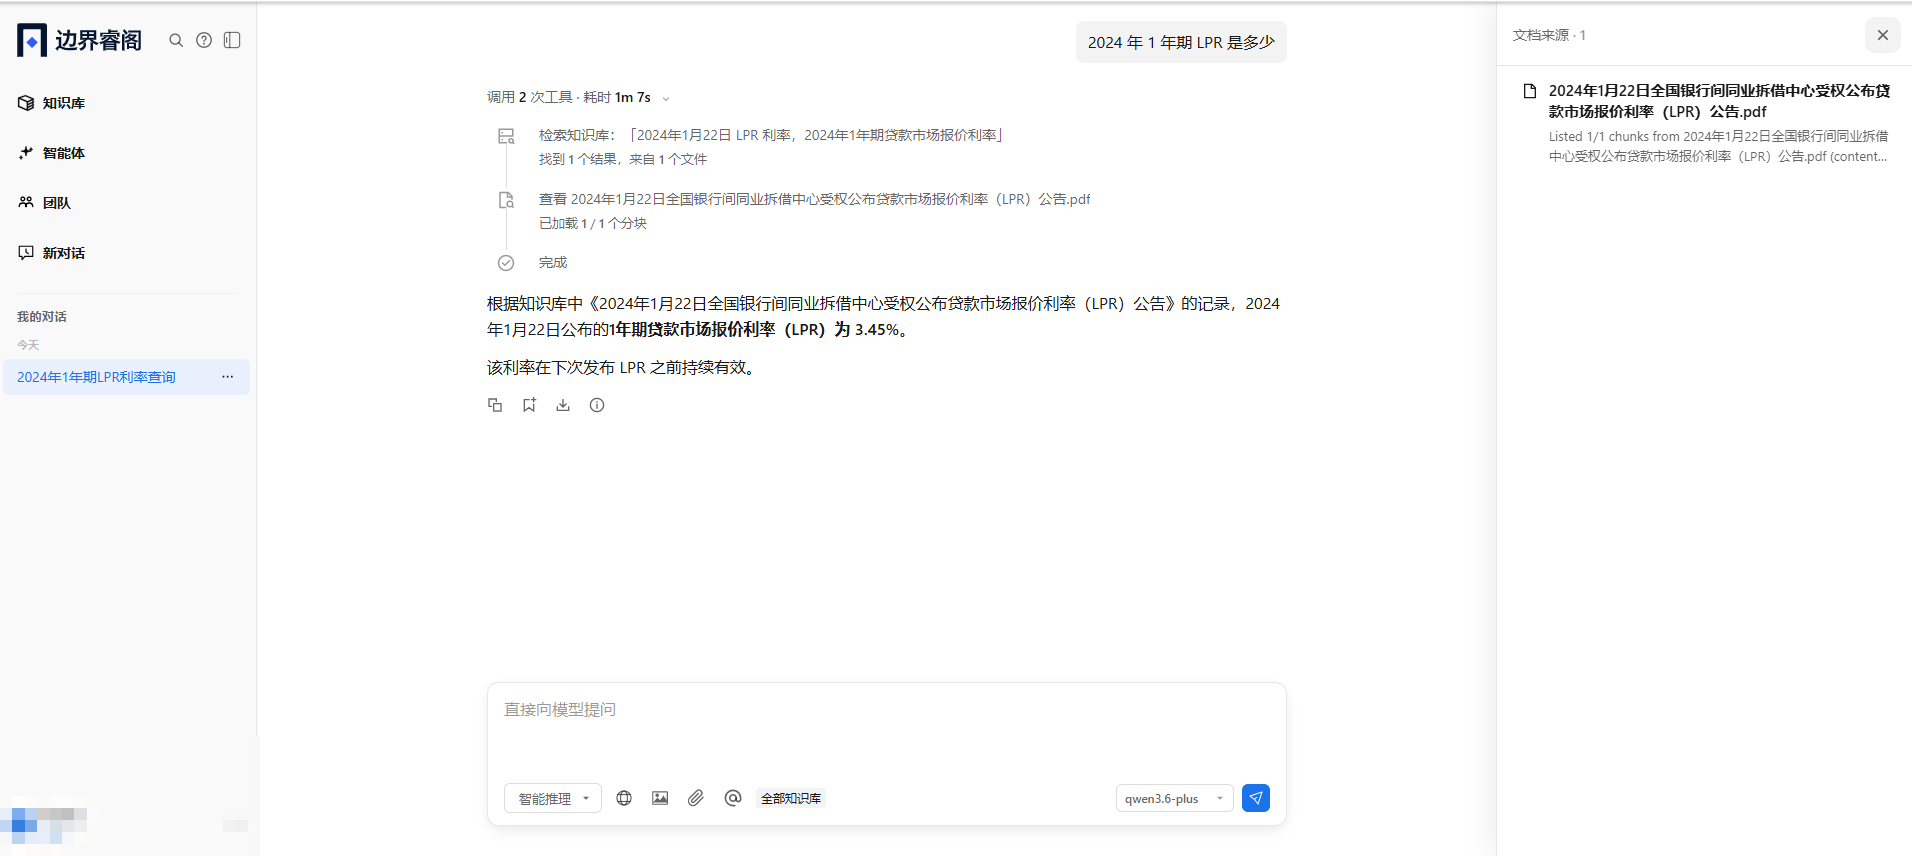 边界睿阁
知识库
智能体
团队
新对话
我的对话
今天
2024年1年期LPR利率查询
2024 年 1 年期 LPR 是多少
调用 2 次工具 · 耗时 1m 7s
检索知识库：「2024年1月22日 LPR 利率，2024年1年期贷款市场报价利率」
找到 1 个结果，来自 1 个文件
查看 2024年1月22日全国银行间同业拆借中心受权公布贷款市场报价利率（LPR）公告.pdf
已加载 1 / 1 个分块
完成
根据知识库中《2024年1月22日全国银行间同业拆借中心受权公布贷款市场报价利率（LPR）公告》的记录，2024
年1月22日公布的1年期贷款市场报价利率（LPR）为 3.45%。
该利率在下次发布 LPR 之前持续有效。
直接向模型提问
智能推理
全部知识库
qwen3.6-plus
文档来源 · 1
2024年1月22日全国银行间同业拆借中心受权公布贷
款市场报价利率（LPR）公告.pdf
Listed 1/1 chunks from 2024年1月22日全国银行间同业拆借
中心受权公布贷款市场报价利率（LPR）公告.pdf (content...